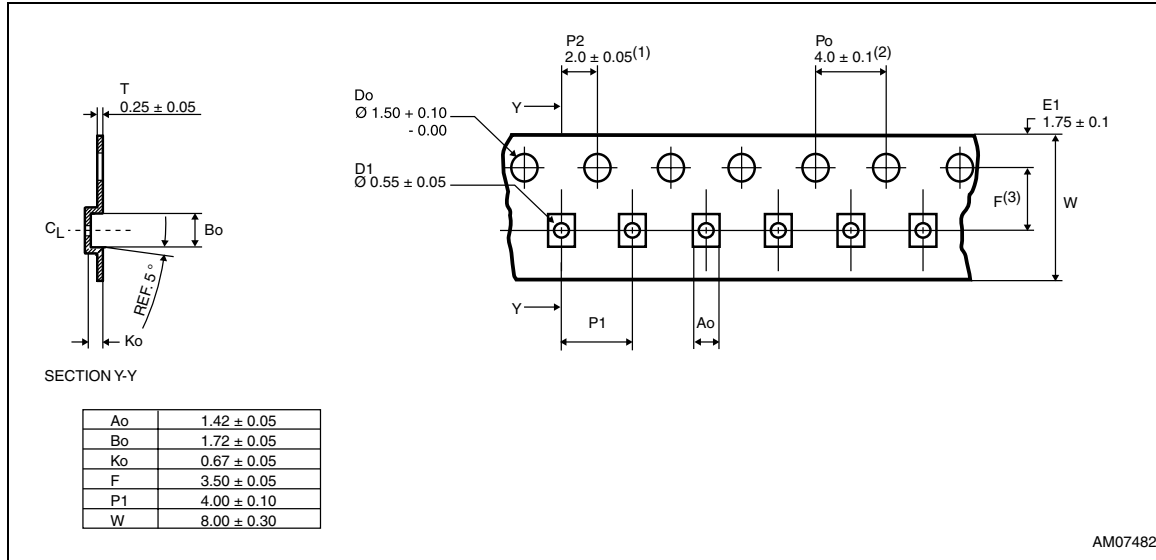 P2
2.0 ± 0.05(1)
Po
4.0 ± 0.1(2)
T
0.25 ± 0.05
Do
Ø 1.50 + 0.10
- 0.00
Y
E1
1.75 ± 0.1
D1
Ø 0.55 ± 0.05
F(3)
W
CL
Bo
REF. 5°
Ko
Y
P1
Ao
SECTION Y-Y
Ao 1.42 ± 0.05
Bo 1.72 ± 0.05
Ko 0.67 ± 0.05
F 3.50 ± 0.05
P1 4.00 ± 0.10
W 8.00 ± 0.30
AM07482